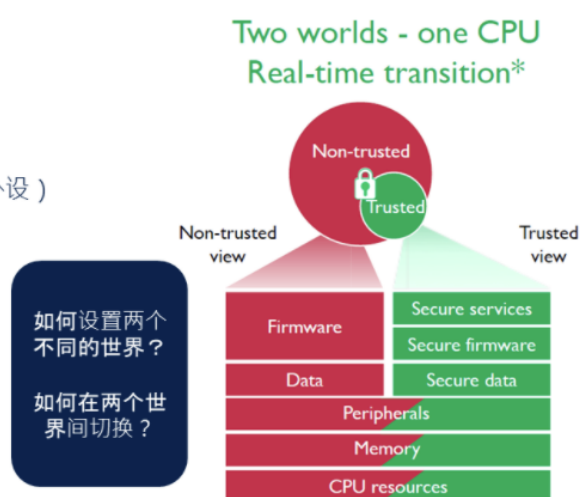 Two worlds - one CPU
Real-time transition*
设）
Non-trusted
Trusted
Non-trusted
view
Trusted
view
如何设置两个
不同的世界？
如何在两个世
界间切换？
Firmware
Secure services
Secure firmware
Data
Secure data
Peripherals
Memory
CPU resources